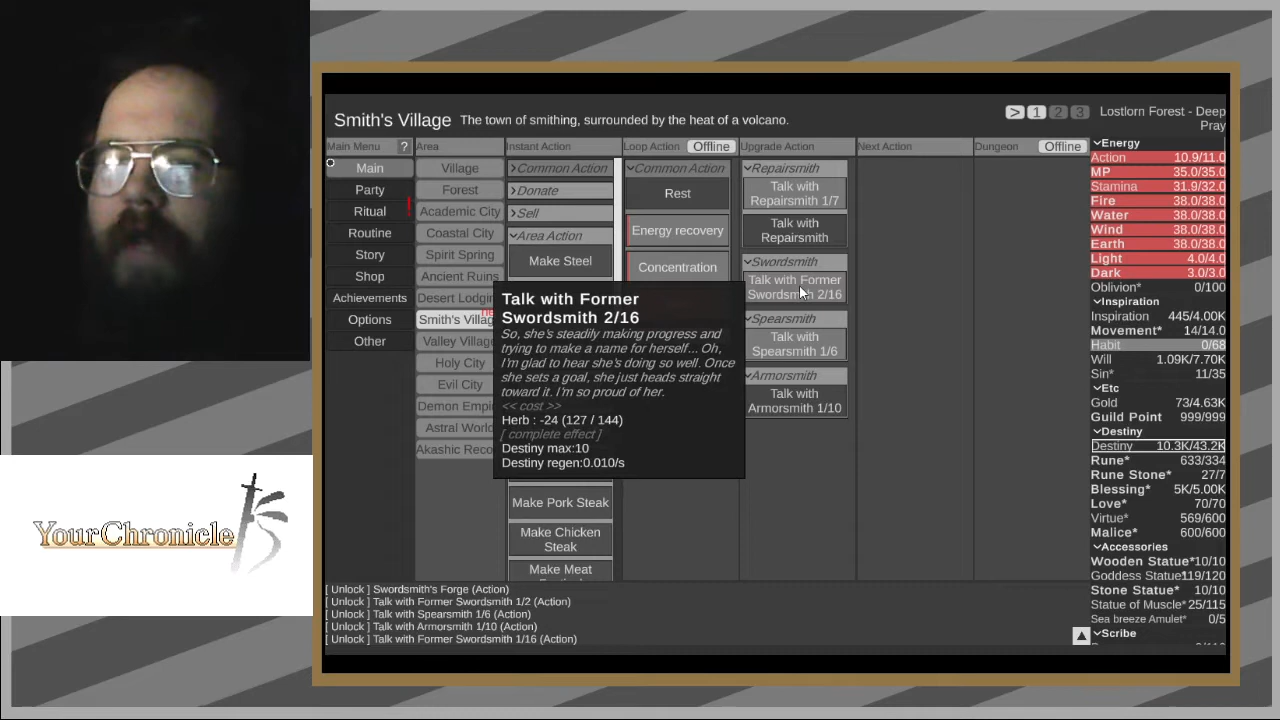 Smith's Village
The town of smithing, surrounded by the heat of a volcano.
> 1 2 3
Lostlorn Forest - Deep
Pray
Main Menu ?
Area
Instant Action
Loop Action
Offline
Upgrade Action
Next Action
Dungeon
Offline
Main
Party
Ritual
Routine
Story
Shop
Achievements
Options
Other
Village
Forest
Academic City
Coastal City
Spirit Spring
Ancient Ruins
Desert Lodging
Smith's Village
Valley Village
Holy City
Evil City
Demon Empi
Astral World
Akashic Reco
Common Action
Donate
Sell
Area Action
Make Steel
Make Pork Steak
Make Chicken
Steak
Make Meat
Common Action
Rest
Energy recovery
Concentration
Repairsmith
Talk with
Repairsmith 1/7
Talk with
Repairsmith
Swordsmith
Talk with Former
Swordsmith 2/16
Spearsmith
Talk with
Spearsmith 1/6
Armorsmith
Talk with
Armorsmith 1/10
Talk with Former
Swordsmith 2/16
So, she's steadily making progress and
trying to make a name for herself... Oh,
I'm glad to hear she's doing so well. Once
she sets a goal, she just heads straight
toward it. I'm so proud of her.
<< cost >>
Herb : -24 (127 / 144)
[ complete effect ]
Destiny max:10
Destiny regen:0.010/s
Energy
Action 10.9/11.0
MP 35.0/35.0
Stamina 31.9/32.0
Fire 38.0/38.0
Water 38.0/38.0
Wind 38.0/38.0
Earth 38.0/38.0
Light 4.0/4.0
Dark 3.0/3.0
Oblivion* 0/100
Inspiration
Inspiration 445/4.00K
Movement* 14/14.0
Habit 0/68
Will 1.09K/7.70K
Sin* 11/35
Etc
Gold 73/4.63K
Guild Point 999/999
Destiny
Destiny 10.3K/43.2K
Rune* 633/334
Rune Stone* 27/7
Blessing* 5K/5.00K
Love* 70/70
Virtue* 569/600
Malice* 600/600
Accessories
Wooden Statue* 10/10
Goddess Statue* 119/120
Stone Statue* 10/10
Statue of Muscle* 25/115
Sea breeze Amulet* 0/5
Scribe
[ Unlock ] Swordsmith's Forge (Action)
[ Unlock ] Talk with Former Swordsmith 1/2 (Action)
[ Unlock ] Talk with Spearsmith 1/6 (Action)
[ Unlock ] Talk with Armorsmith 1/10 (Action)
[ Unlock ] Talk with Former Swordsmith 1/16 (Action)
YourChronicle